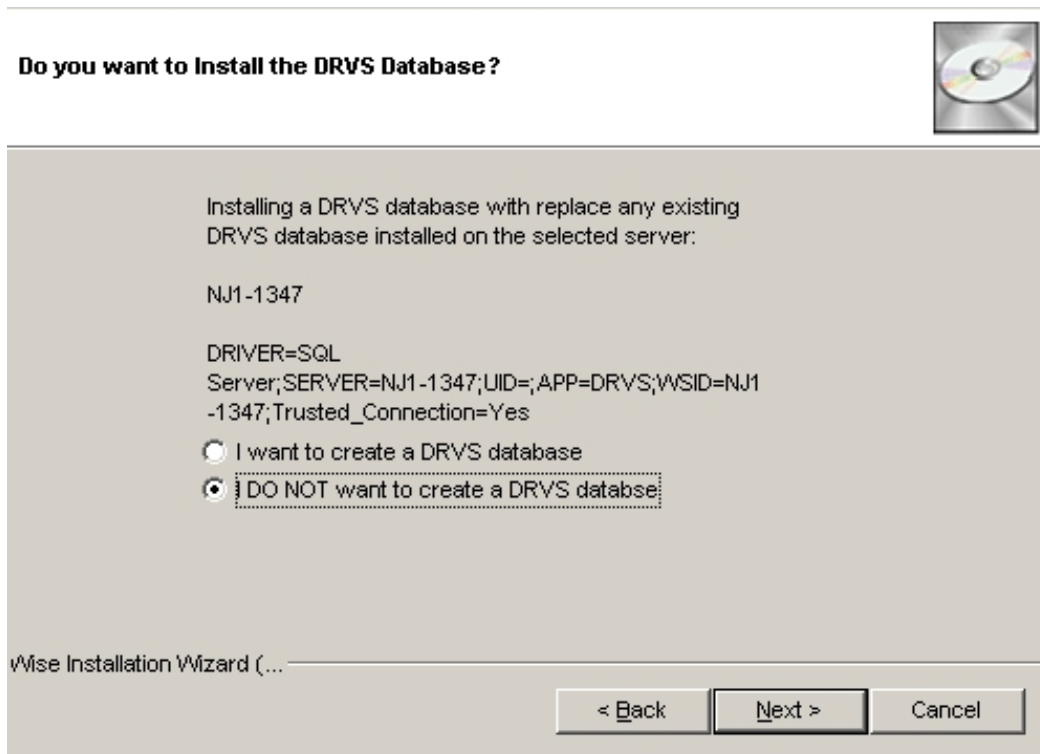 Do you want to Install the DRVS Database?
Installing a DRVS database with replace any existing
DRVS database installed on the selected server:
NJ1-1347
DRIVER=SQL
Server;SERVER=NJ1-1347;UID=;APP=DRVS;WSID=NJ1
-1347;Trusted_Connection=Yes
I want to create a DRVS database
I DO NOT want to create a DRVS databse
Wise Installation Wizard (...
< Back
Next >
Cancel